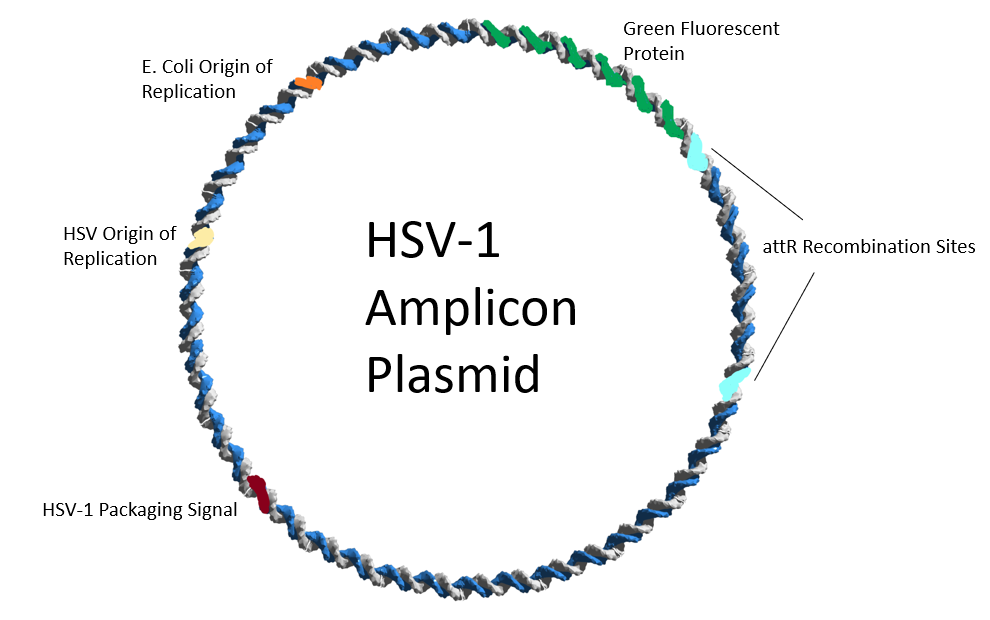 Green Fluorescent
Protein
E. Coli Origin of
Replication
HSV Origin of
Replication
HSV-1
Amplicon
Plasmid
attR Recombination Sites
HSV-1 Packaging Signal